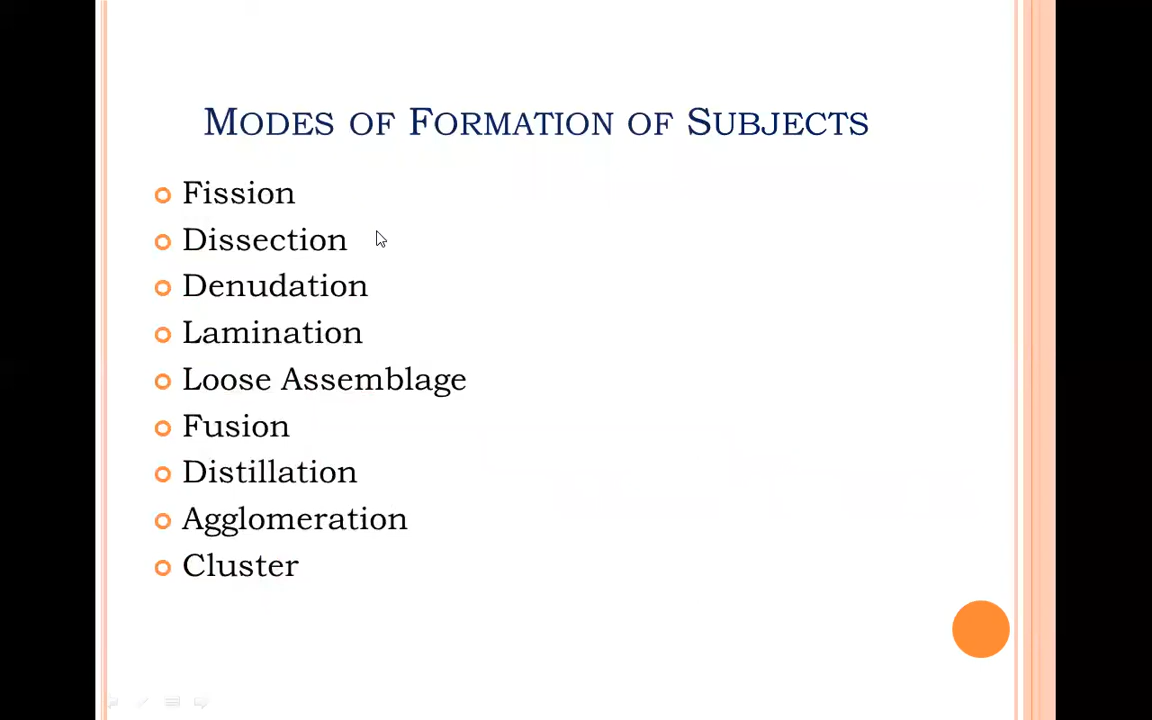 Modes of Formation of Subjects
Fission
Dissection
Denudation
Lamination
Loose Assemblage
Fusion
Distillation
Agglomeration
Cluster